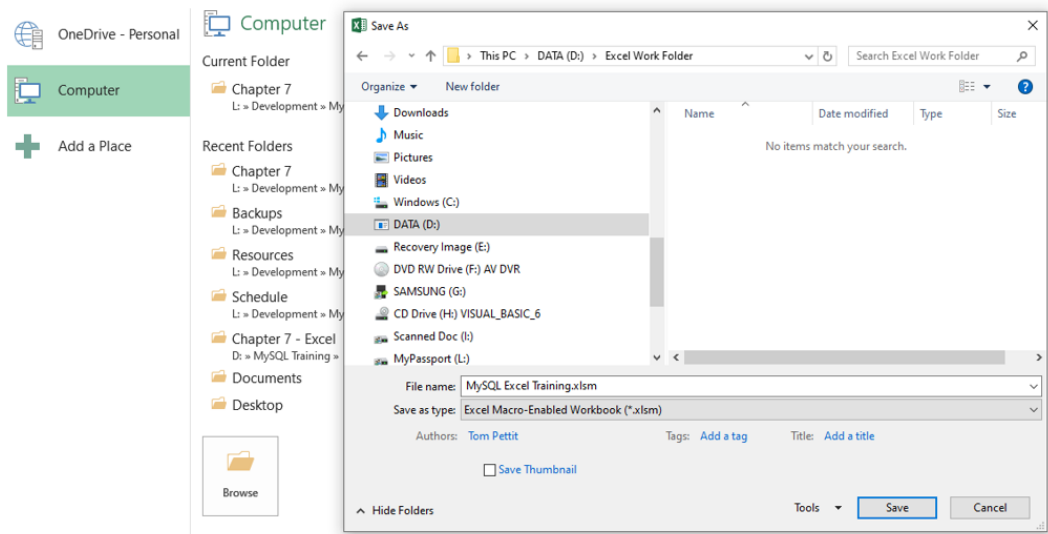 OneDrive - Personal
Computer
Add a Place
Computer
Current Folder
Chapter 7
L: » Development » My
Recent Folders
Chapter 7
L: » Development » My
Backups
L: » Development » My
Resources
L: » Development » My
Schedule
L: » Development » My
Chapter 7 - Excel
D: » MySQL Training »
Documents
Desktop
Browse
Save As
This PC > DATA (D:) > Excel Work Folder
Search Excel Work Folder
Organize New folder
Downloads
Music
Pictures
Videos
Windows (C:)
DATA (D:)
Recovery Image (E:)
DVD RW Drive (F:) AV DVR
SAMSUNG (G:)
CD Drive (H:) VISUAL_BASIC_6
Scanned Doc (I:)
MyPassport (L:)
Name Date modified Type Size
No items match your search.
File name: MySQL Excel Training.xlsm
Save as type: Excel Macro-Enabled Workbook (*.xlsm)
Authors: Tom Pettit Tags: Add a tag Title: Add a title
Save Thumbnail
Hide Folders Tools Save Cancel